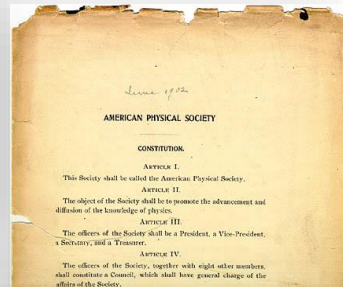 June 1902
AMERICAN PHYSICAL SOCIETY
CONSTITUTION.
ARTICLE I.
This Society shall be called the American Physical Society.
ARTICLE II.
The object of the Society shall be to promote the advancement and
diffusion of the knowledge of physics.
ARTICLE III.
The officers of the Society shall be a President, a Vice-President,
a Secretary, and a Treasurer.
ARTICLE IV.
The officers of the Society, together with eight other members,
shall constitute a Council, which shall have general charge of the
affairs of the Society.